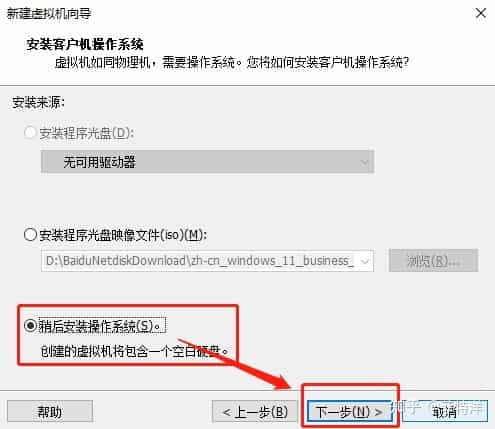 新建虚拟机向导
安装客户机操作系统
虚拟机如同物理机，需要操作系统。您将如何安装客户机操作系统?
安装来源:
安装程序光盘(D):
无可用驱动器
安装程序光盘映像文件(iso)(M):
D:\BaiduNetdiskDownload\zh-cn_windows_11_business_
浏览(R)...
稍后安装操作系统(S)。
创建的虚拟机将包含一个空白硬盘。
帮助
< 上一步(B)
下一步(N) >
取消
知乎